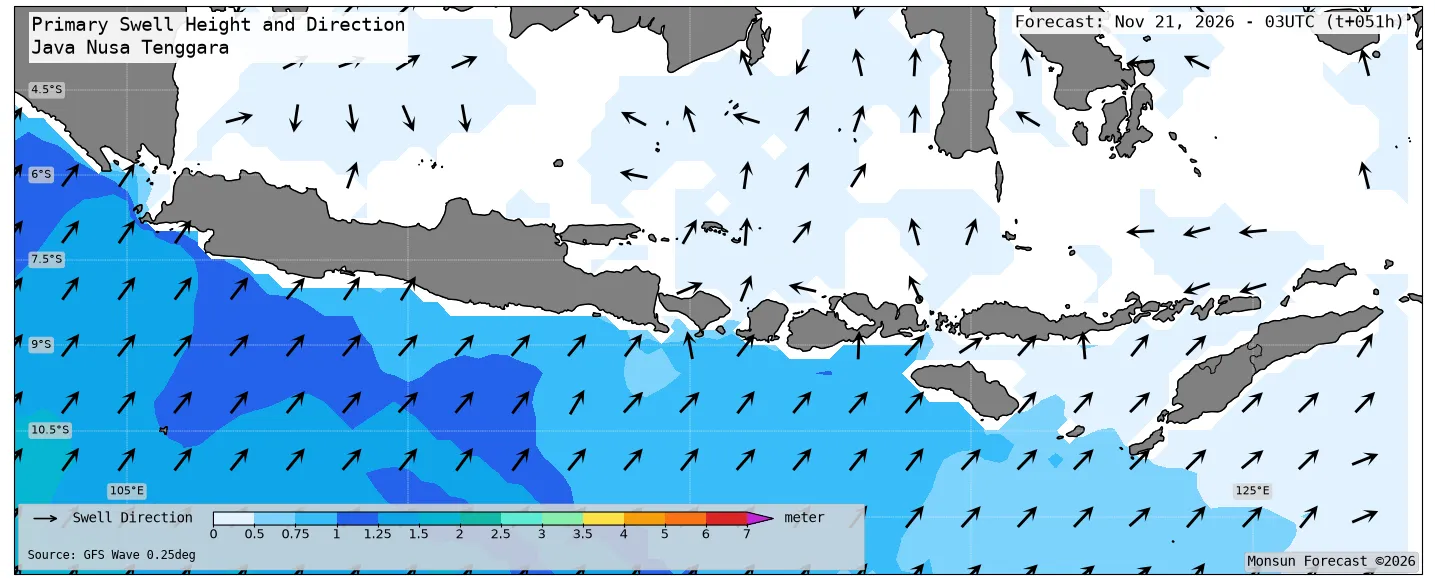 Primary Swell Height and Direction
Java Nusa Tenggara
Forecast: Nov 21, 2026 - 03UTC (t+051h)
4.5°S
6°S
7.5°S
9°S
10.5°S
105°E
125°E
Swell Direction
0 0.5 0.75 1 1.25 1.5 2 2.5 3 3.5 4 5 6 7
meter
Source: GFS Wave 0.25deg
Monsun Forecast ©2026